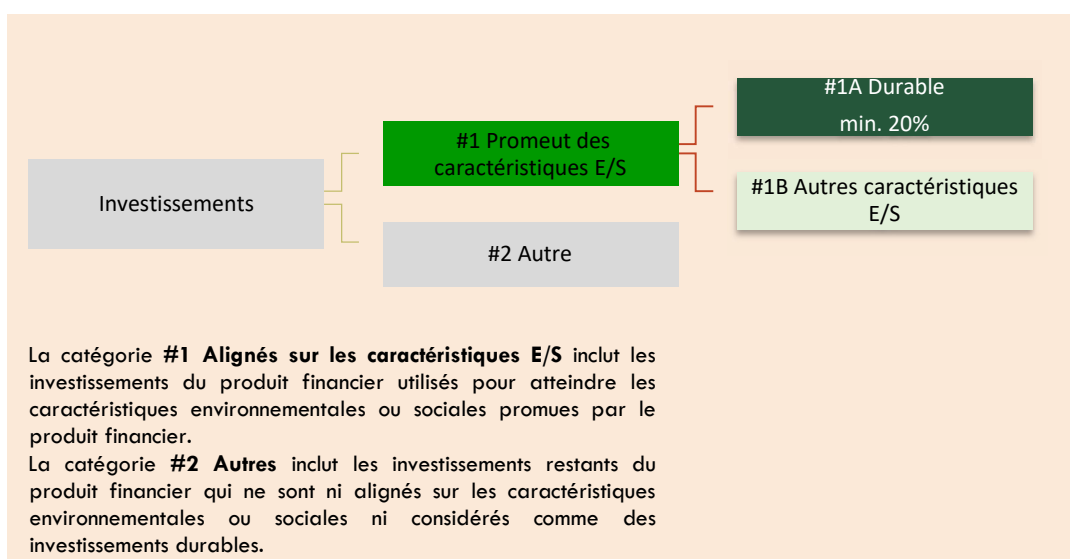 #1A Durable
min. 20%
#1 Promeut des
caractéristiques E/S
#1B Autres caractéristiques
E/S
Investissements
#2 Autre
La catégorie #1 Alignés sur les caractéristiques E/S inclut les
investissements du produit financier utilisés pour atteindre les
caractéristiques environnementales ou sociales promues par le
produit financier.
La catégorie #2 Autres inclut les investissements restants du
produit financier qui ne sont ni alignés sur les caractéristiques
environnementales ou sociales ni considérés comme des
investissements durables.